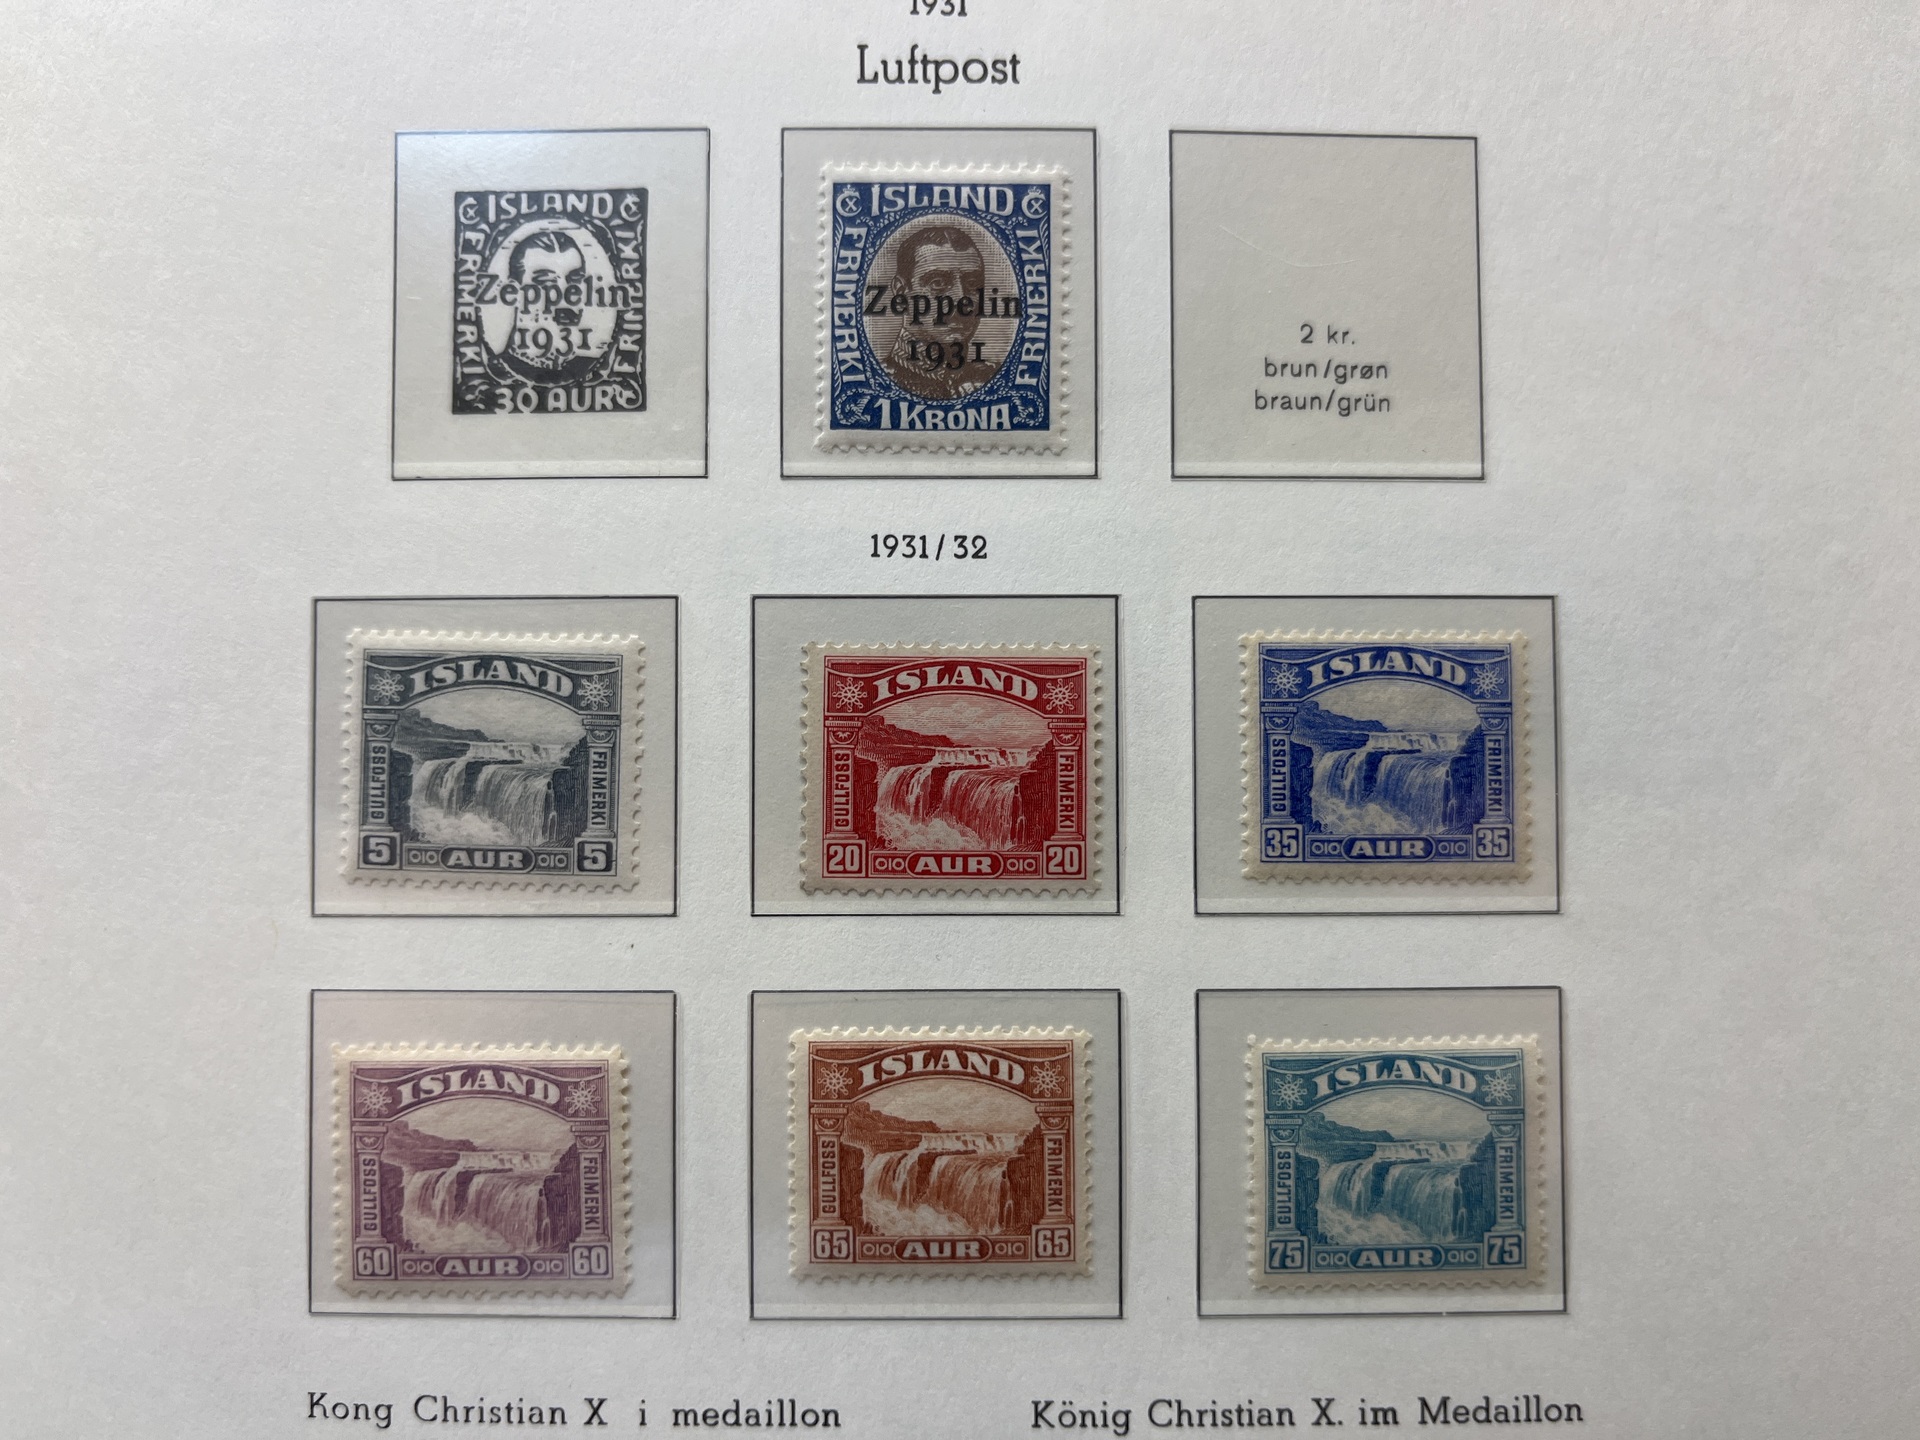 1931
Luftpost
ISLAND
FRIMERKI
FRIMERKI
Zeppelin
1931
30 AUR
ISLAND
FRIMERKI
FRIMERKI
Zeppelin
1931
1 KRÓNA
2 kr.
brun/grøn
braun/grün
1931/32
ISLAND
GULLFOSS
FRIMERKI
5 AUR 5
ISLAND
GULLFOSS
FRIMERKI
20 AUR 20
ISLAND
GULLFOSS
FRIMERKI
35 AUR 35
ISLAND
GULLFOSS
FRIMERKI
60 AUR 60
ISLAND
GULLFOSS
FRIMERKI
65 AUR 65
ISLAND
GULLFOSS
FRIMERKI
75 AUR 75
Kong Christian X i medaillon
König Christian X. im Medaillon